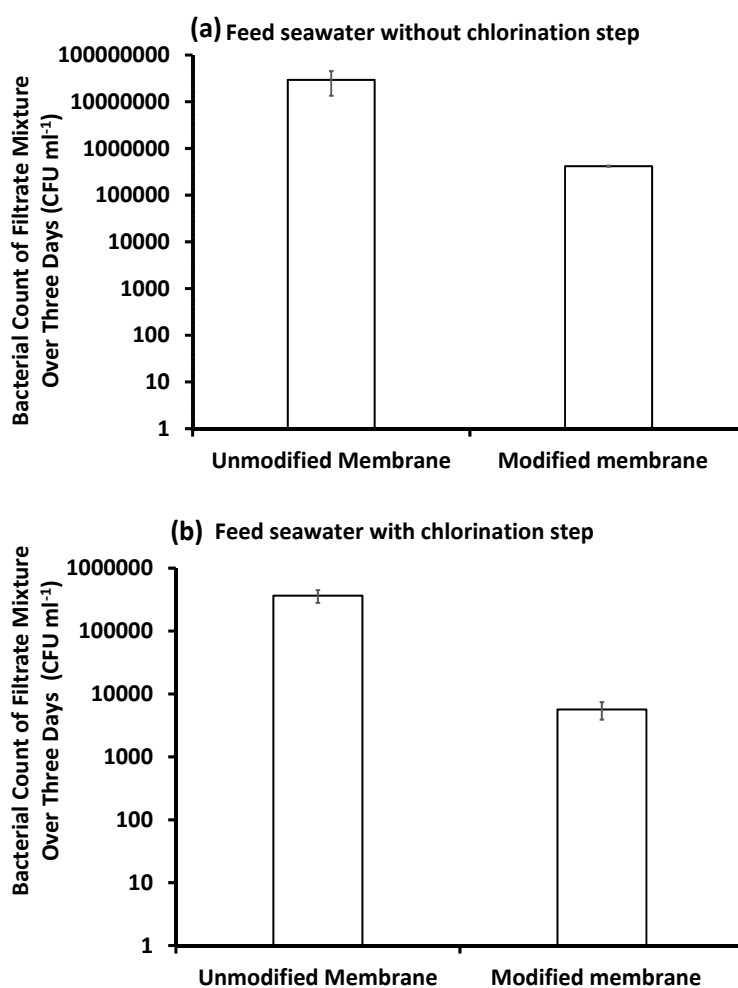 (a) Feed seawater without chlorination step
Bacterial Count of Filtrate Mixture
Over Three Days (CFU ml-1)
100000000
10000000
1000000
100000
10000
1000
100
10
1
Unmodified Membrane Modified membrane
(b) Feed seawater with chlorination step
Bacterial Count of Filtrate Mixture
Over Three Days (CFU ml-1)
1000000
100000
10000
1000
100
10
1
Unmodified Membrane Modified membrane